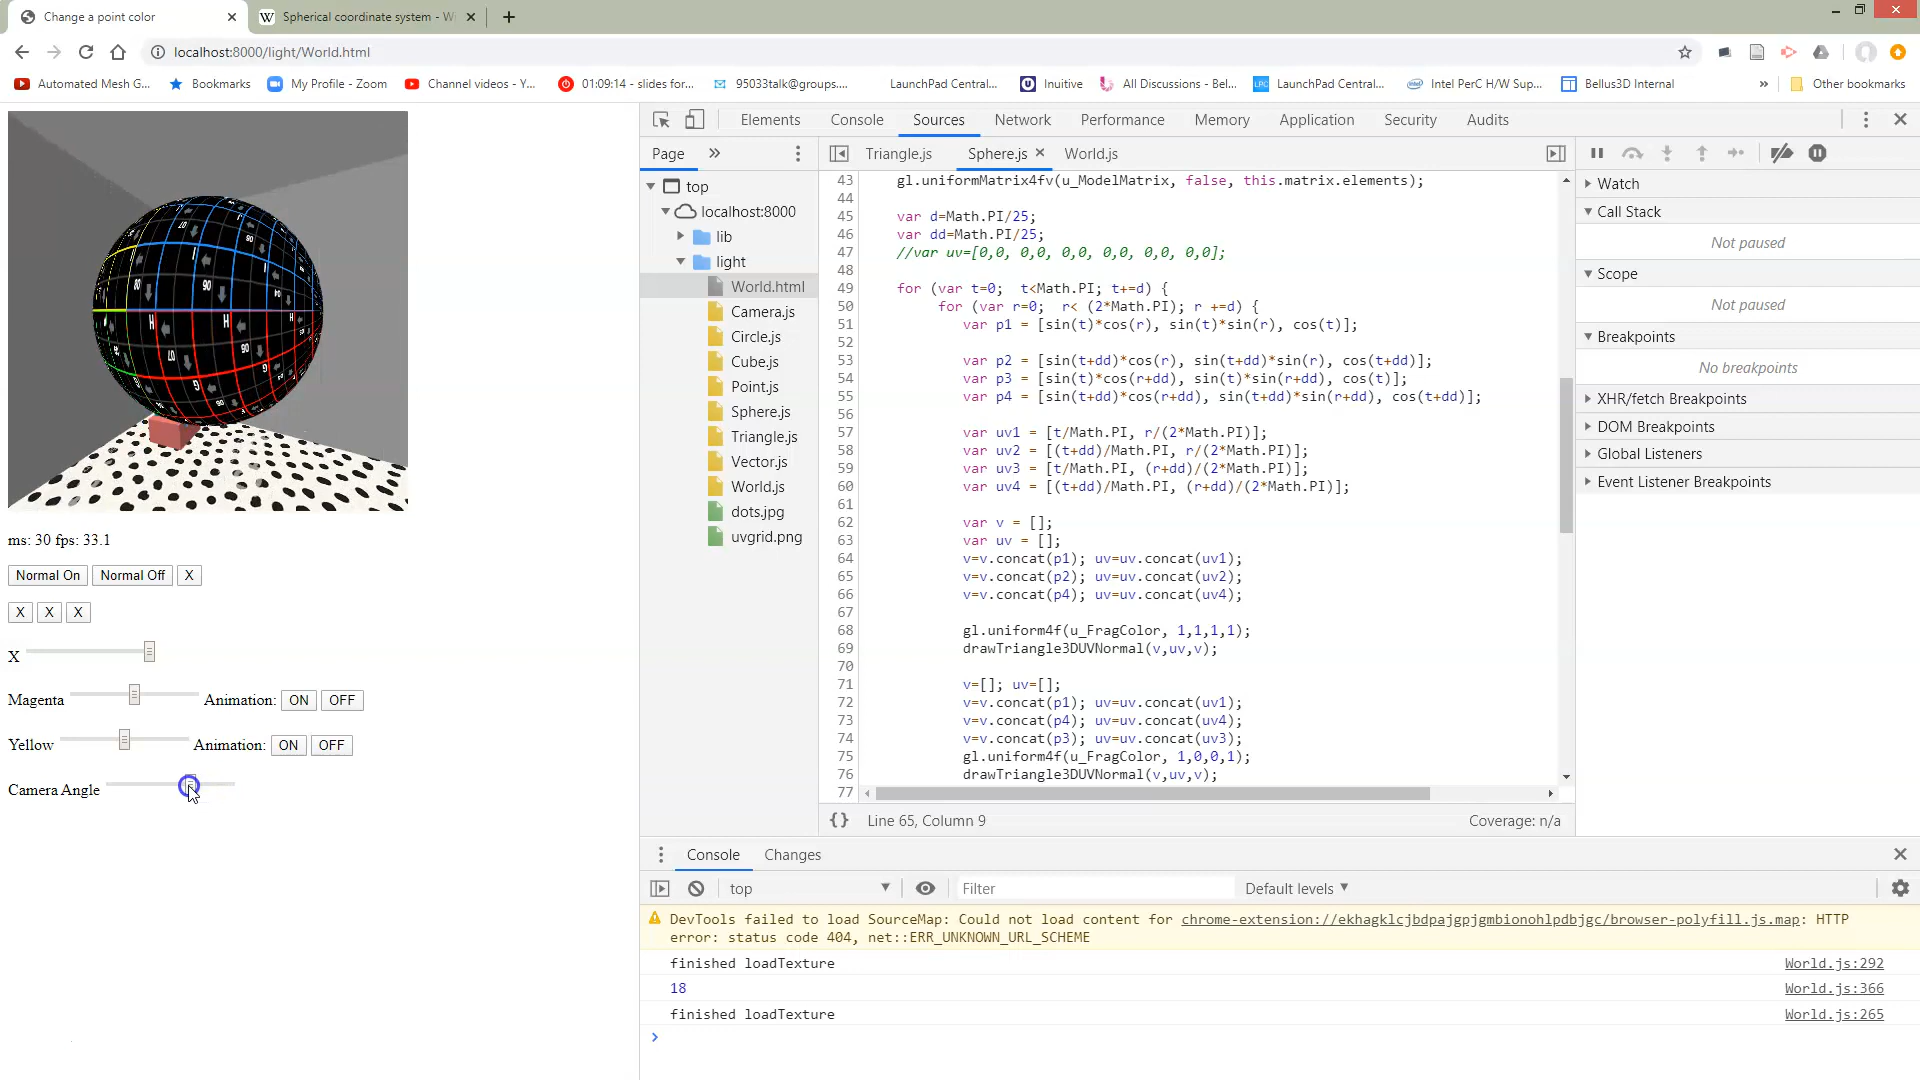 Change a point color
Spherical coordinate system - Wi
localhost:8000/light/World.html
Automated Mesh G...
Bookmarks
My Profile - Zoom
Channel videos - Y...
01:09:14 - slides for...
95033talk@groups....
LaunchPad Central...
Inuitive
All Discussions - Bel...
LaunchPad Central...
Intel PerC H/W Sup...
Bellus3D Internal
»
Other bookmarks
Elements
Console
Sources
Network
Performance
Memory
Application
Security
Audits
Page
»
Triangle.js
Sphere.js
World.js
top
localhost:8000
lib
light
World.html
Camera.js
Circle.js
Cube.js
Point.js
Sphere.js
Triangle.js
Vector.js
World.js
dots.jpg
uvgrid.png
43 gl.uniformMatrix4fv(u_ModelMatrix, false, this.matrix.elements);
44
45 var d=Math.PI/25;
46 var dd=Math.PI/25;
47 //var uv=[0,0, 0,0, 0,0, 0,0, 0,0, 0,0];
48
49 for (var t=0; t<Math.PI; t+=d) {
50 for (var r=0; r< (2*Math.PI); r +=d) {
51 var p1 = [sin(t)*cos(r), sin(t)*sin(r), cos(t)];
52
53 var p2 = [sin(t+dd)*cos(r), sin(t+dd)*sin(r), cos(t+dd)];
54 var p3 = [sin(t)*cos(r+dd), sin(t)*sin(r+dd), cos(t)];
55 var p4 = [sin(t+dd)*cos(r+dd), sin(t+dd)*sin(r+dd), cos(t+dd)];
56
57 var uv1 = [t/Math.PI, r/(2*Math.PI)];
58 var uv2 = [(t+dd)/Math.PI, r/(2*Math.PI)];
59 var uv3 = [t/Math.PI, (r+dd)/(2*Math.PI)];
60 var uv4 = [(t+dd)/Math.PI, (r+dd)/(2*Math.PI)];
61
62 var v = [];
63 var uv = [];
64 v=v.concat(p1); uv=uv.concat(uv1);
65 v=v.concat(p2); uv=uv.concat(uv2);
66 v=v.concat(p4); uv=uv.concat(uv4);
67
68 gl.uniform4f(u_FragColor, 1,1,1,1);
69 drawTriangle3DUVNormal(v,uv,v);
70
71 v=[]; uv=[];
72 v=v.concat(p1); uv=uv.concat(uv1);
73 v=v.concat(p4); uv=uv.concat(uv4);
74 v=v.concat(p3); uv=uv.concat(uv3);
75 gl.uniform4f(u_FragColor, 1,0,0,1);
76 drawTriangle3DUVNormal(v,uv,v);
77
{} Line 65, Column 9
Coverage: n/a
Watch
Call Stack
Not paused
Scope
Not paused
Breakpoints
No breakpoints
XHR/fetch Breakpoints
DOM Breakpoints
Global Listeners
Event Listener Breakpoints
ms: 30 fps: 33.1
Normal On Normal Off X
X X X
X
Magenta Animation: ON OFF
Yellow Animation: ON OFF
Camera Angle
Console
Changes
top
Filter
Default levels
DevTools failed to load SourceMap: Could not load content for chrome-extension://ekhagklcjbdpajgpjgmbionohlpdbjgc/browser-polyfill.js.map: HTTP
error: status code 404, net::ERR_UNKNOWN_URL_SCHEME
finished loadTexture World.js:292
18 World.js:366
finished loadTexture World.js:265